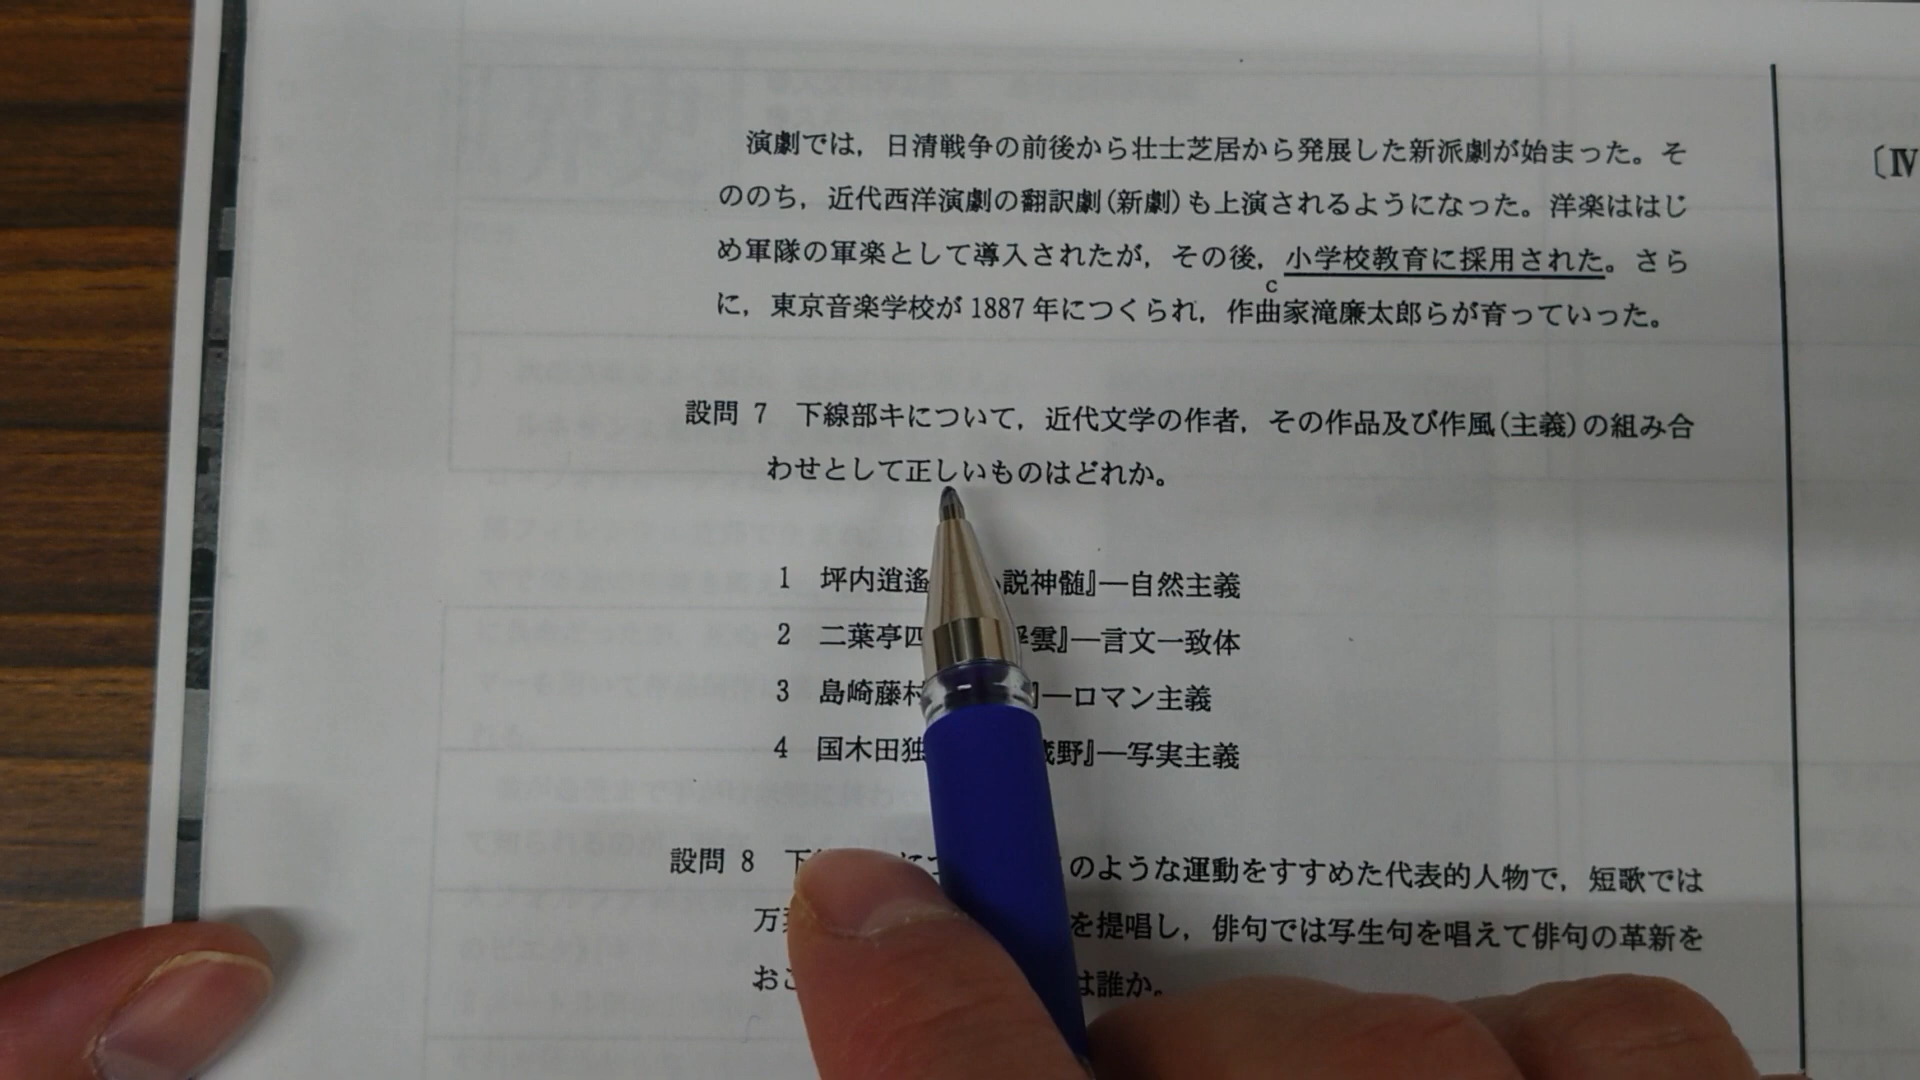 演劇では，日清戦争の前後から壮士芝居から発展した新派劇が始まった。そ
ののち，近代西洋演劇の翻訳劇(新劇)も上演されるようになった。洋楽ははじ
め軍隊の軍楽として導入されたが，その後，小学校教育に採用された。さら
c
に，東京音楽学校が 1887 年につくられ，作曲家滝廉太郎らが育っていった。
〔Ⅳ
設問 7 下線部キについて，近代文学の作者，その作品及び作風(主義)の組み合
わせとして正しいものはどれか。
1 坪内逍遙 説神髄』―自然主義
2 二葉亭四 雲』―言文一致体
3 島崎藤村 』―ロマン主義
4 国木田独 野』―写実主義
設問 8 下 のような運動をすすめた代表的人物で，短歌では
万 を提唱し，俳句では写生句を唱えて俳句の革新を
おこ は誰か。